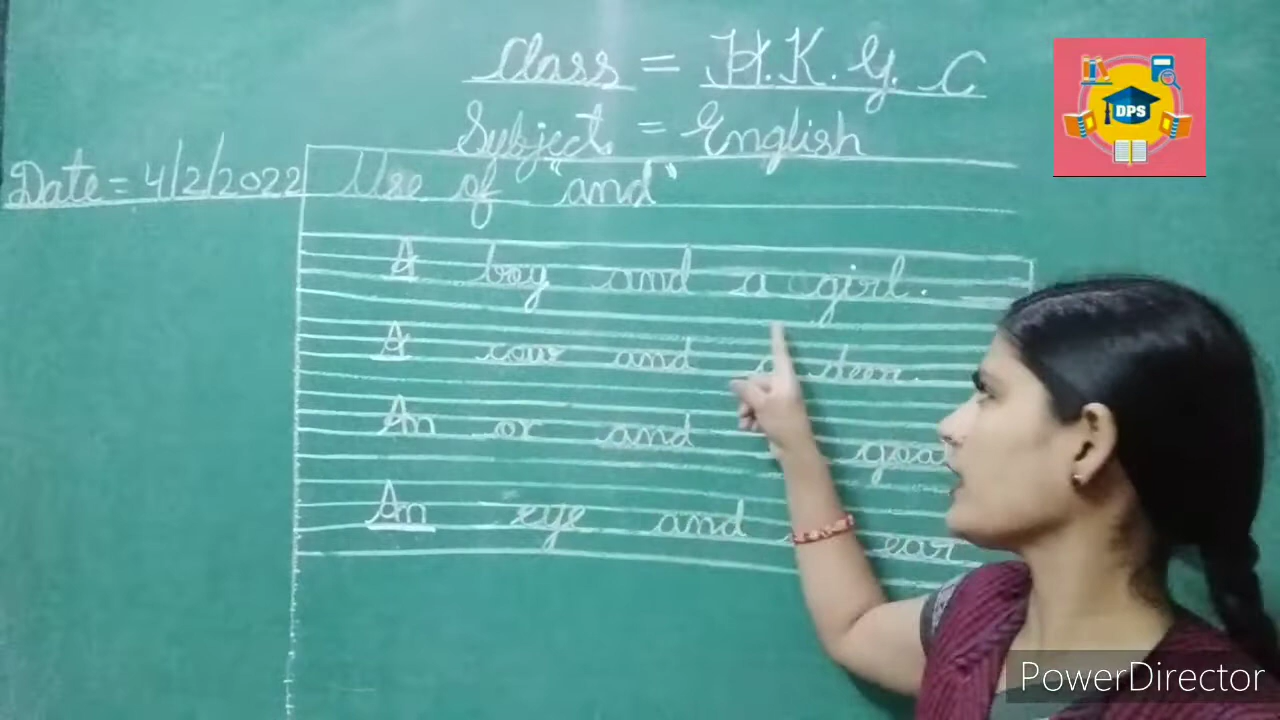 Class = H.K.G. C
Subject = English
Date = 4/2/2022
Use of "and"
A boy and a girl.
A cow and a deer.
An ox and goa
An eye and ear
DPS
PowerDirector